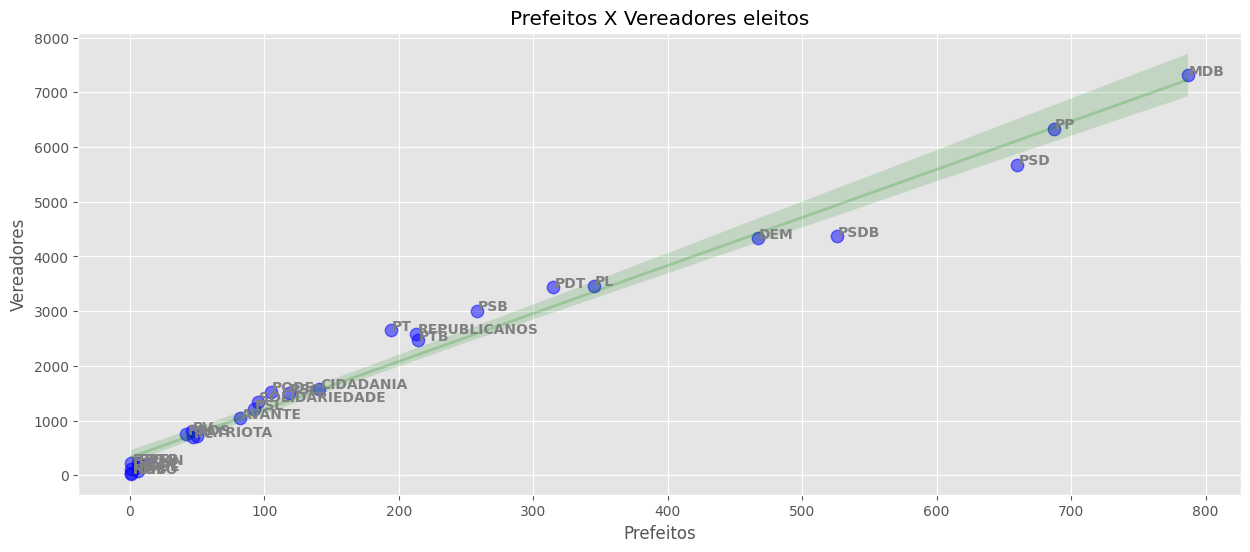 Prefeitos X Vereadores eleitos
8000
7000
6000
5000
4000
3000
2000
1000
0
Vereadores
MDB
PP
PSD
DEM
PSDB
PDT
PL
PSB
PT
REPUBLICANOS
PTB
CIDADANIA
PODE
SOLIDARIEDADE
AVANTE
PV
PATRIOTA
0
100
200
300
400
500
600
700
800
Prefeitos